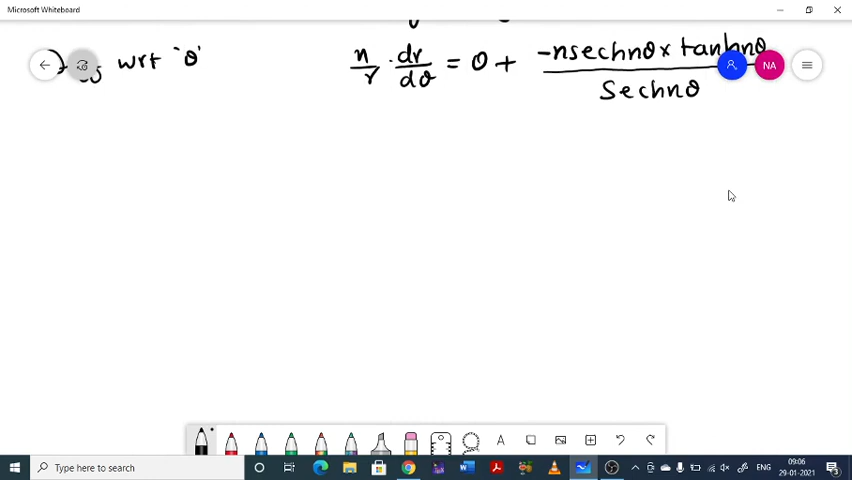 Microsoft Whiteboard
wrt 'θ' n/r · dr/dθ = 0 + -nsechnθ x tanhnθ / Sechnθ
NA
A
Type here to search
ENG
09:06
29-01-2021
3